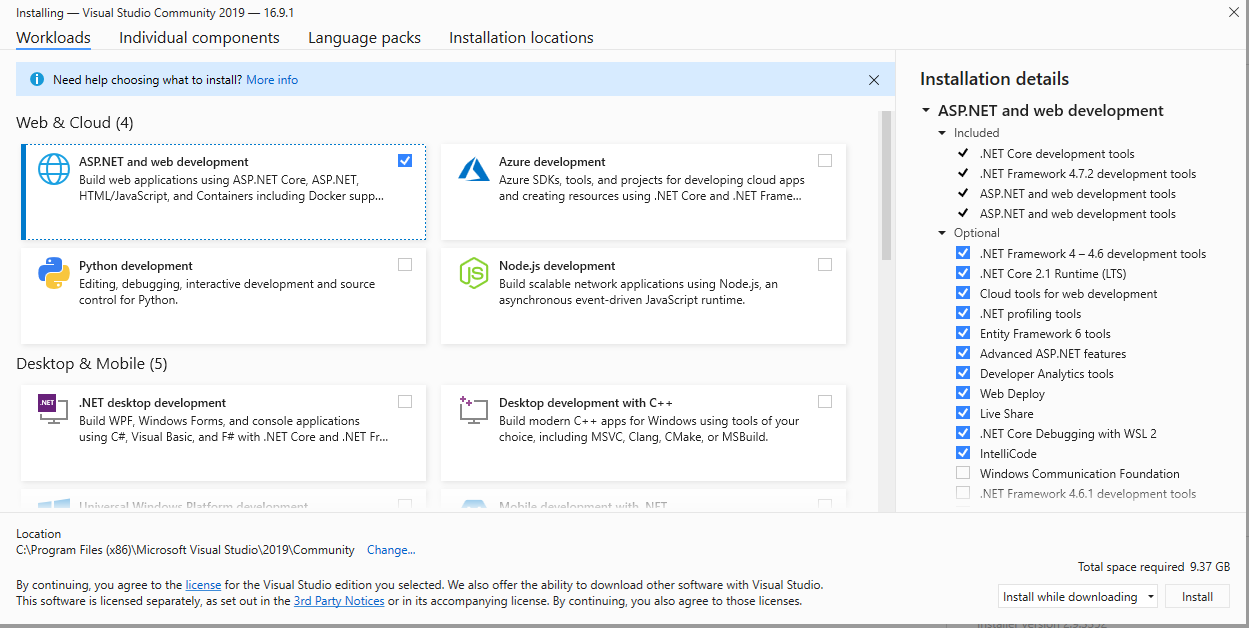 Installing — Visual Studio Community 2019 — 16.9.1
Workloads
Individual components
Language packs
Installation locations
Need help choosing what to install? More info
Web & Cloud (4)
ASP.NET and web development
Build web applications using ASP.NET Core, ASP.NET,
HTML/JavaScript, and Containers including Docker supp...
Azure development
Azure SDKs, tools, and projects for developing cloud apps
and creating resources using .NET Core and .NET Frame...
Python development
Editing, debugging, interactive development and source
control for Python.
JS
Node.js development
Build scalable network applications using Node.js, an
asynchronous event-driven JavaScript runtime.
Desktop & Mobile (5)
.NET
.NET desktop development
Build WPF, Windows Forms, and console applications
using C#, Visual Basic, and F# with .NET Core and .NET Fr...
Desktop development with C++
Build modern C++ apps for Windows using tools of your
choice, including MSVC, Clang, CMake, or MSBuild.
Universal Windows Platform development
Mobile development with .NET
Installation details
ASP.NET and web development
Included
.NET Core development tools
.NET Framework 4.7.2 development tools
ASP.NET and web development tools
ASP.NET and web development tools
Optional
.NET Framework 4 – 4.6 development tools
.NET Core 2.1 Runtime (LTS)
Cloud tools for web development
.NET profiling tools
Entity Framework 6 tools
Advanced ASP.NET features
Developer Analytics tools
Web Deploy
Live Share
.NET Core Debugging with WSL 2
IntelliCode
Windows Communication Foundation
.NET Framework 4.6.1 development tools
Location
C:\Program Files (x86)\Microsoft Visual Studio\2019\Community Change...
By continuing, you agree to the license for the Visual Studio edition you selected. We also offer the ability to download other software with Visual Studio.
This software is licensed separately, as set out in the 3rd Party Notices or in its accompanying license. By continuing, you also agree to those licenses.
Total space required 9.37 GB
Install while downloading
Install